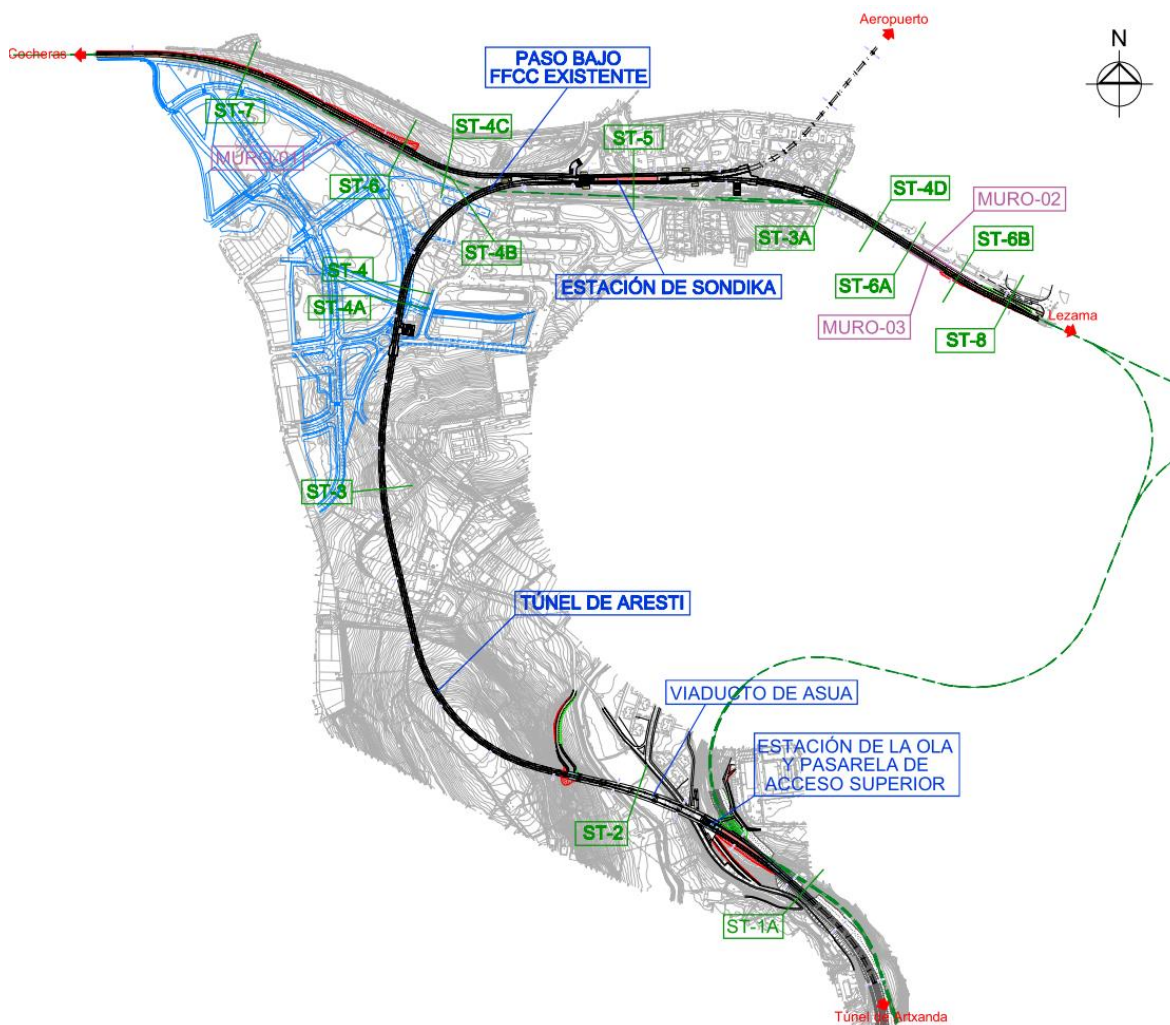 Aeropuerto
N
Cocheras
PASO BAJO
FFCC EXISTENTE
ST-7
ST-4C
ST-5
MURO-01
ST-6
ST-4D
MURO-02
ST-3A
ST-6B
ST-4B
ST-4
ESTACIÓN DE SONDIKA
ST-6A
ST-4A
MURO-03
Lezama
ST-8
ST-3
TÚNEL DE ARESTI
VIADUCTO DE ASUA
ESTACIÓN DE LA OLA
Y PASARELA DE
ACCESO SUPERIOR
ST-2
ST-1A
Túnel de Artxanda